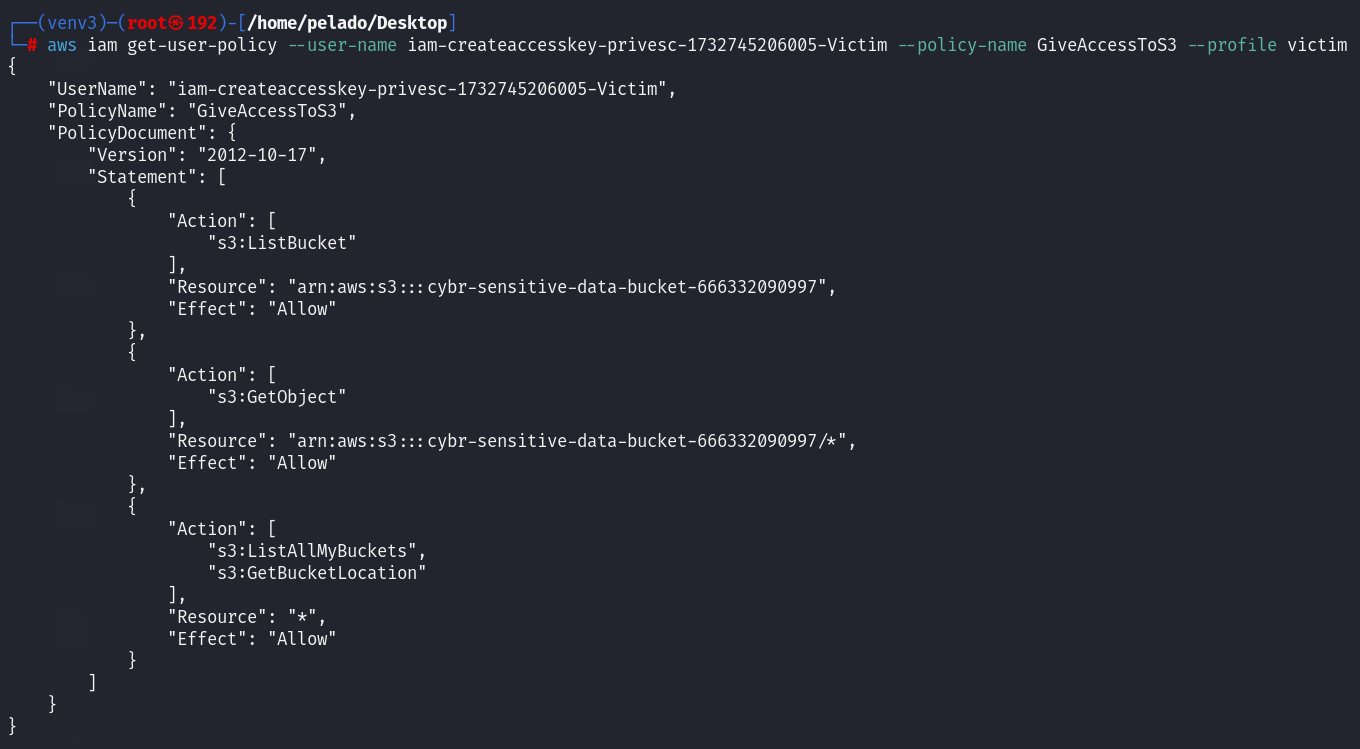 ┌──(venv3)─(root㉿192)-[/home/pelado/Desktop]
└─# aws iam get-user-policy --user-name iam-createaccesskey-privesc-1732745206005-Victim --policy-name GiveAccessToS3 --profile victim
{
    "UserName": "iam-createaccesskey-privesc-1732745206005-Victim",
    "PolicyName": "GiveAccessToS3",
    "PolicyDocument": {
        "Version": "2012-10-17",
        "Statement": [
            {
                "Action": [
                    "s3:ListBucket"
                ],
                "Resource": "arn:aws:s3:::cybr-sensitive-data-bucket-666332090997",
                "Effect": "Allow"
            },
            {
                "Action": [
                    "s3:GetObject"
                ],
                "Resource": "arn:aws:s3:::cybr-sensitive-data-bucket-666332090997/*",
                "Effect": "Allow"
            },
            {
                "Action": [
                    "s3:ListAllMyBuckets",
                    "s3:GetBucketLocation"
                ],
                "Resource": "*",
                "Effect": "Allow"
            }
        ]
    }
}